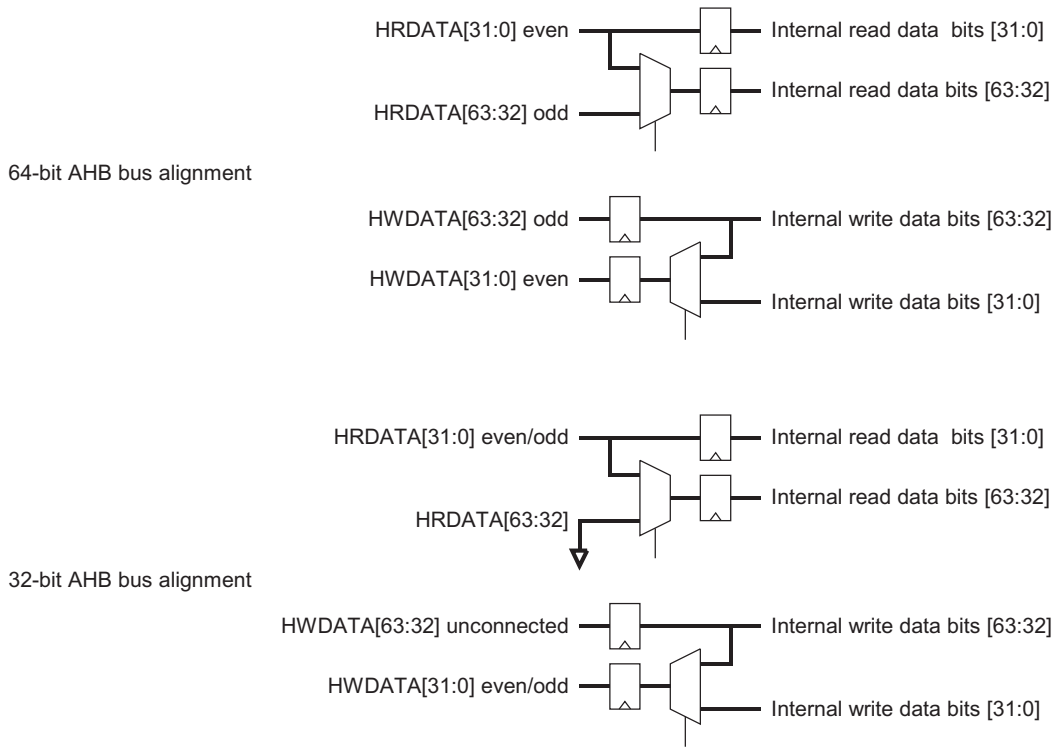 HRDATA[31:0] even Internal read data bits [31:0]
Internal read data bits [63:32]
HRDATA[63:32] odd
64-bit AHB bus alignment
HWDATA[63:32] odd Internal write data bits [63:32]
HWDATA[31:0] even
Internal write data bits [31:0]
HRDATA[31:0] even/odd Internal read data bits [31:0]
Internal read data bits [63:32]
HRDATA[63:32]
32-bit AHB bus alignment
HWDATA[63:32] unconnected Internal write data bits [63:32]
HWDATA[31:0] even/odd
Internal write data bits [31:0]